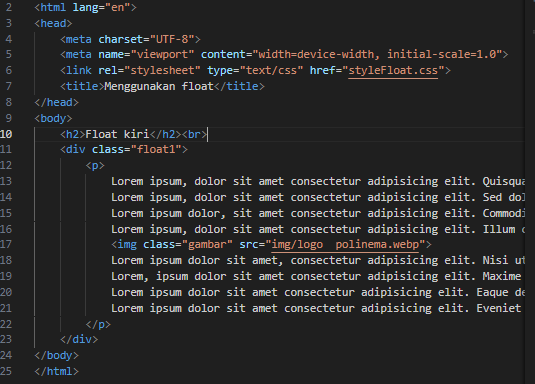 2 <html lang="en">
3 <head>
4 <meta charset="UTF-8">
5 <meta name="viewport" content="width=device-width, initial-scale=1.0">
6 <link rel="stylesheet" type="text/css" href="styleFloat.css">
7 <title>Menggunakan float</title>
8 </head>
9 <body>
10 <h2>Float kiri</h2><br>
11 <div class="float1">
12 <p>
13 Lorem ipsum, dolor sit amet consectetur adipisicing elit. Quisqua
14 Lorem ipsum, dolor sit amet consectetur adipisicing elit. Sed dol
15 Lorem ipsum dolor, sit amet consectetur adipisicing elit. Commodi
16 Lorem ipsum, dolor sit amet consectetur adipisicing elit. Illum
17 <img class="gambar" src="img/logo  polinema.webp">
18 Lorem ipsum dolor sit amet, consectetur adipisicing elit. Nisi ut
19 Lorem, ipsum dolor sit amet consectetur adipisicing elit. Maxime
20 Lorem ipsum dolor sit amet consectetur adipisicing elit. Eaque de
21 Lorem ipsum dolor sit amet consectetur adipisicing elit. Eveniet
22 </p>
23 </div>
24 </body>
25 </html>